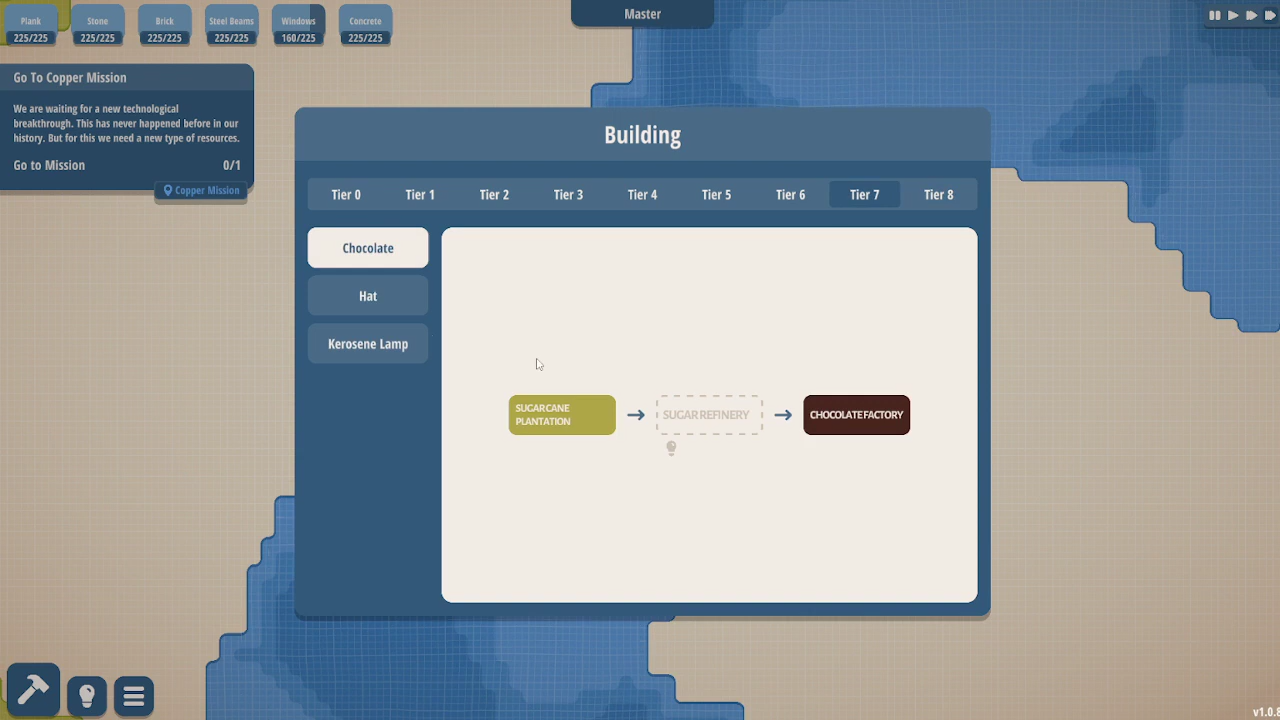 Plank
225/225
Stone
225/225
Brick
225/225
Steel Beams
225/225
Windows
160/225
Concrete
225/225
Master
Go To Copper Mission
We are waiting for a new technological
breakthrough. This has never happened before in our
history. But for this we need a new type of resources.
Go to Mission 0/1
Copper Mission
Building
Tier 0 Tier 1 Tier 2 Tier 3 Tier 4 Tier 5 Tier 6 Tier 7 Tier 8
Chocolate
Hat
Kerosene Lamp
SUGARCANE
PLANTATION
SUGAR REFINERY
CHOCOLATE FACTORY